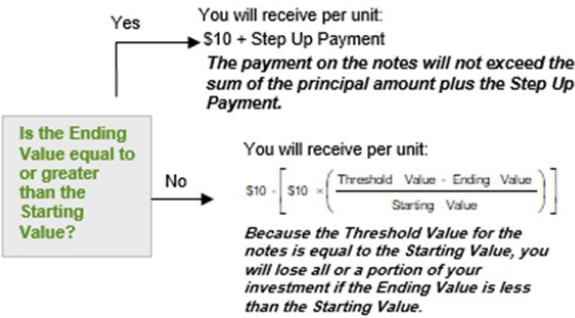 Yes
You will receive per unit:
$10 + Step Up Payment
The payment on the notes will not exceed the
sum of the principal amount plus the Step Up
Payment.
Is the Ending
Value equal to
or greater
than the
Starting
Value?
No
You will receive per unit:
$10 - [ $10 × ( Threshold Value - Ending Value / Starting Value ) ]
Because the Threshold Value for the
notes is equal to the Starting Value, you
will lose all or a portion of your
investment if the Ending Value is less
than the Starting Value.